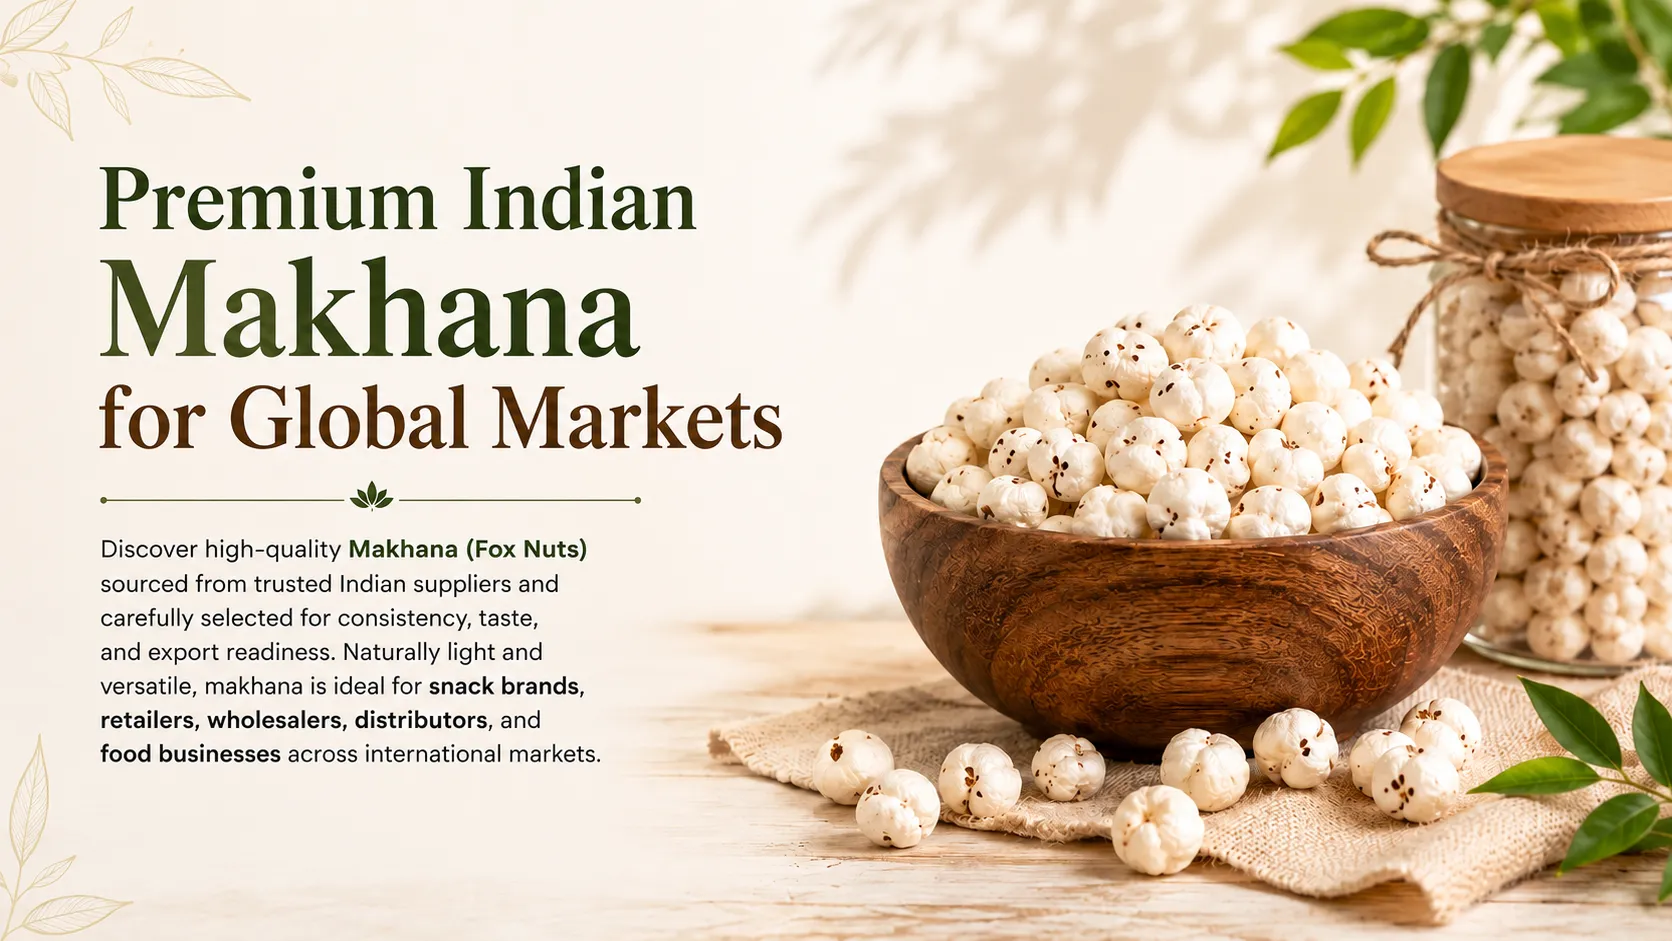 Premium Indian
Makhana
for Global Markets
Discover high-quality Makhana (Fox Nuts)
sourced from trusted Indian suppliers and
carefully selected for consistency, taste,
and export readiness. Naturally light and
versatile, makhana is ideal for snack brands,
retailers, wholesalers, distributors, and
food businesses across international markets.